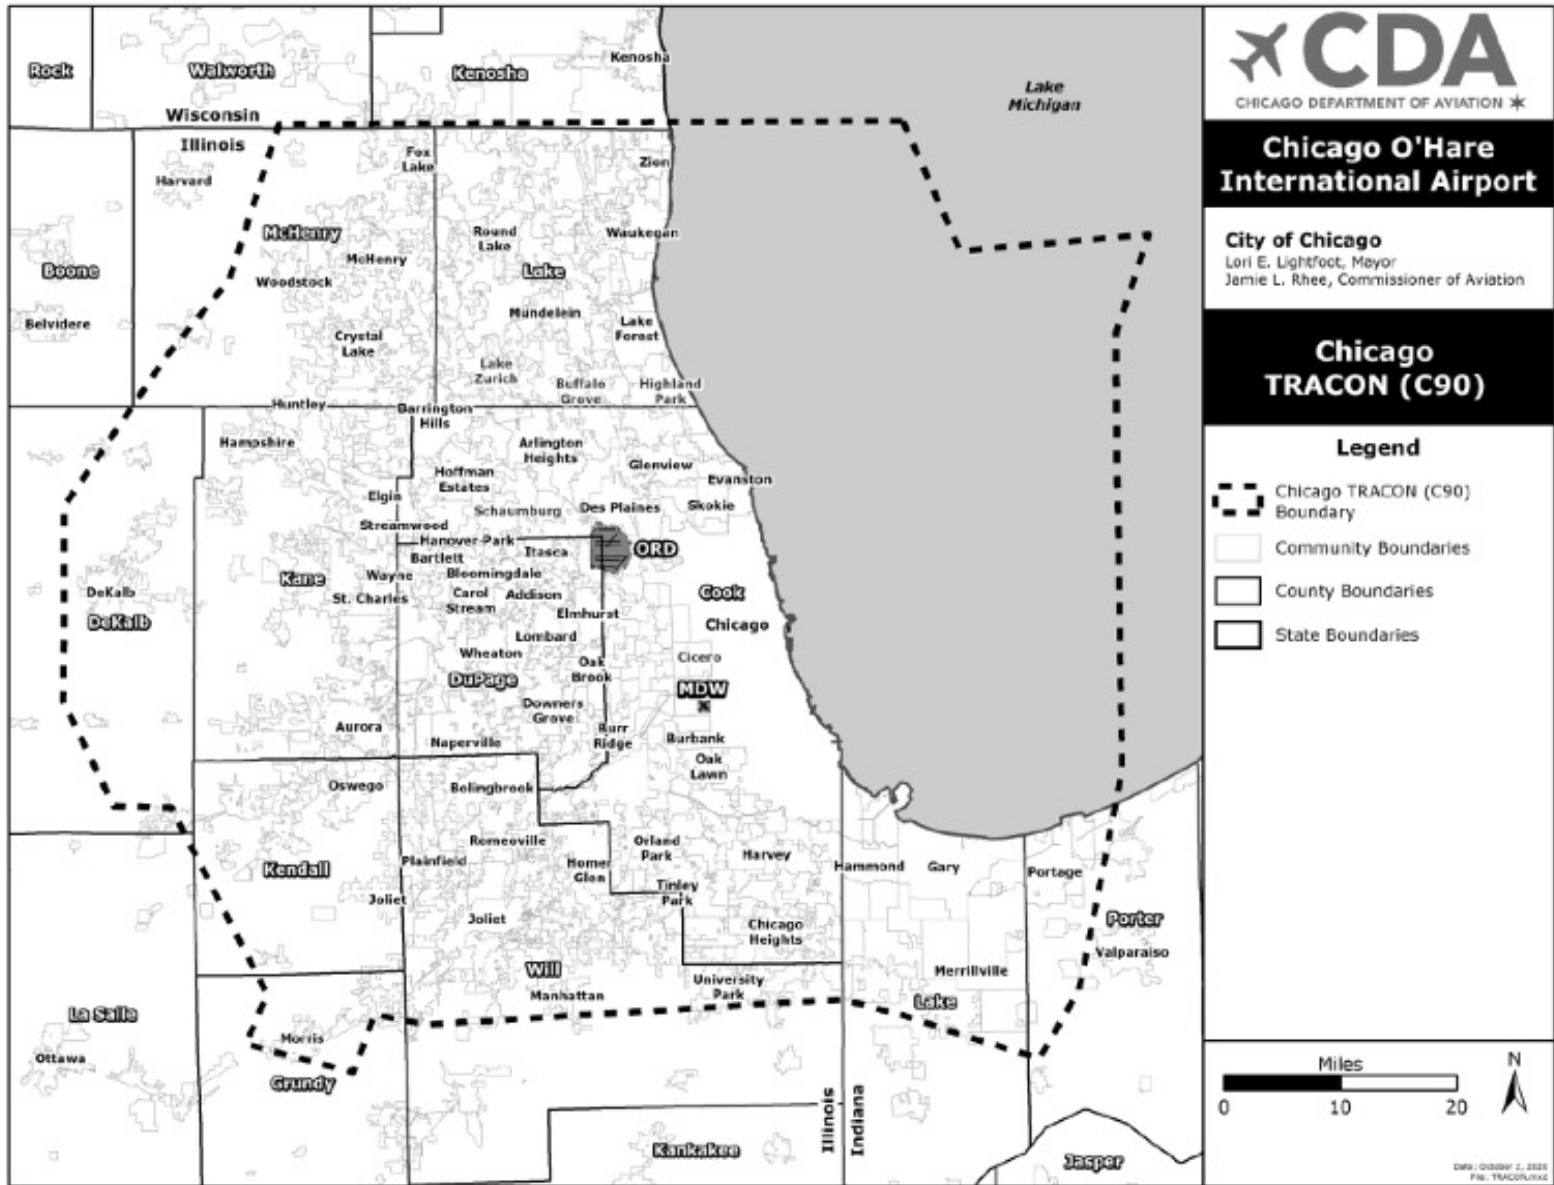 Rock
Walworth
Kenosha
Kenosha
Wisconsin
Illinois
Lake
Michigan
Harvard
Fox
Lake
Zion
McHenry
Round
Lake
Waukegan
Boone
McHenry
Lake
Woodstock
Belvidere
Mundelein
Crystal
Lake
Lake
Forest
Lake
Zurich
Buffalo
Grove
Highland
Park
Huntley
Barrington
Hills
Hampshire
Arlington
Heights
Glenview
Hoffman
Estates
Evanston
Elgin
Schaumburg
Des Plaines
Skokie
Streamwood
Hanover Park
Bartlett
Itasca
ORD
Wayne
Bloomingdale
Kane
DeKalb
St. Charles
Carol
Stream
Addison
Cook
DeKalb
Elmhurst
Chicago
Lombard
Wheaton
Oak
Brook
Cicero
DuPage
MDW
Downers
Grove
Aurora
Naperville
Burr
Ridge
Burbank
Oak
Lawn
Oswego
Bolingbrook
Romeoville
Orland
Park
Plainfield
Homer
Glen
Harvey
Hammond
Gary
Portage
Kendall
Tinley
Park
Joliet
Joliet
Chicago
Heights
Porter
Valparaiso
Will
Merrillville
University
Park
Manhattan
Lake
La Salle
Morris
Ottawa
Grundy
Illinois
Indiana
Kankakee
Jasper
CDA
CHICAGO DEPARTMENT OF AVIATION
Chicago O'Hare
International Airport
City of Chicago
Lori E. Lightfoot, Mayor
Jamie L. Rhee, Commissioner of Aviation
Chicago
TRACON (C90)
Legend
Chicago TRACON (C90)
Boundary
Community Boundaries
County Boundaries
State Boundaries
Miles
N
0 10 20
Date: October 2, 2020
File: TRACON.mxd